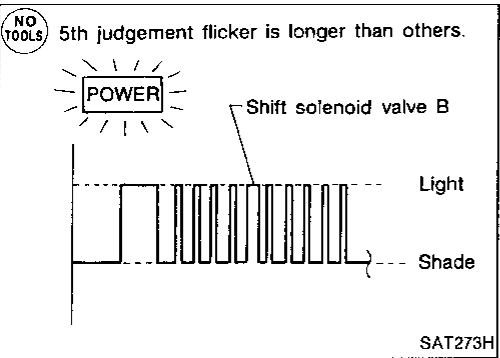 NO
TOOLS
5th judgement flicker is longer than others.
POWER
Shift solenoid valve B
Light
Shade
SAT273H